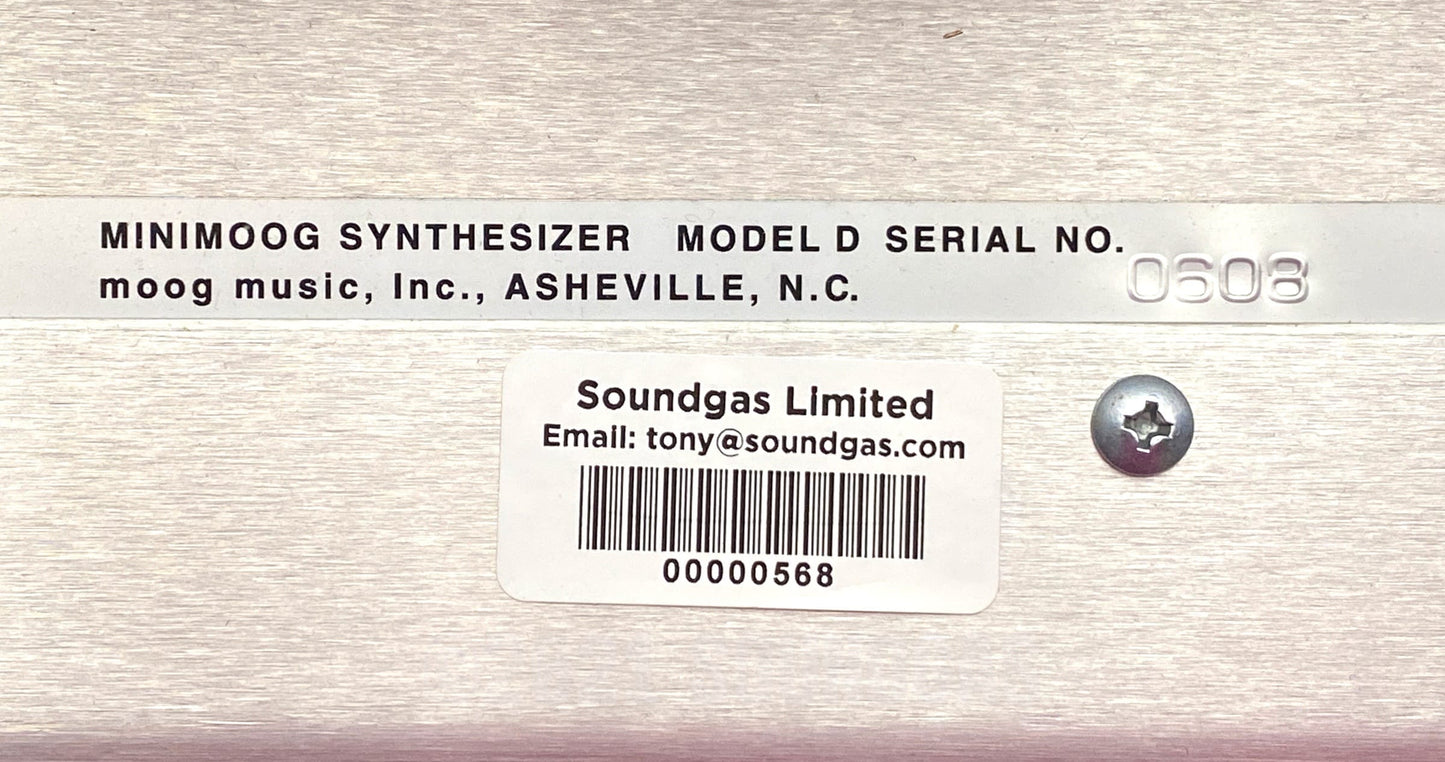 MINIMOOG SYNTHESIZER MODEL D SERIAL NO.
moog music, Inc., ASHEVILLE, N.C.
0608
Soundgas Limited
Email: tony@soundgas.com
00000568